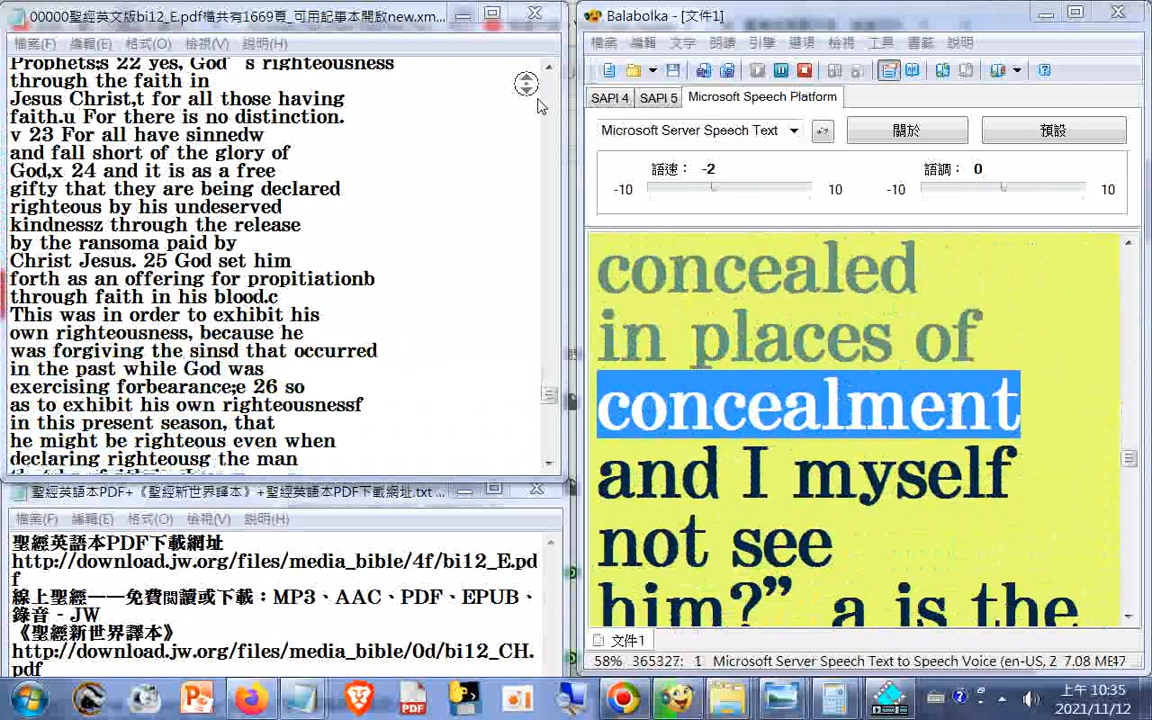 00000聖經英文版bi12_E.pdf檔共有1669頁_可用記事本開啟new.xm...
檔案(F) 編輯(E) 格式(O) 檢視(V) 說明(H)
Prophets;s 22 yes, God’s righteousness
through the faith in
Jesus Christ,t for all those having
faith.u For there is no distinction.
v 23 For all have sinnedw
and fall short of the glory of
God,x 24 and it is as a free
gifty that they are being declared
righteous by his undeserved
kindnessz through the release
by the ransoma paid by
Christ Jesus. 25 God set him
forth as an offering for propitiationb
through faith in his blood.c
This was in order to exhibit his
own righteousness, because he
was forgiving the sinsd that occurred
in the past while God was
exercising forbearance;e 26 so
as to exhibit his own righteousnessf
in this present season, that
he might be righteous even when
declaring righteousg the man
聖經英語本PDF+《聖經新世界譯本》+聖經英語本PDF下載網址.txt ...
檔案(F) 編輯(E) 格式(O) 檢視(V) 說明(H)
聖經英語本PDF下載網址
http://download.jw.org/files/media_bible/4f/bi12_E.pd
f
線上聖經——免費閱讀或下載：MP3、AAC、PDF、EPUB、
錄音 - JW
《聖經新世界譯本》
http://download.jw.org/files/media_bible/0d/bi12_CH.
pdf
Balabolka - [文件1]
檔案 編輯 文字 朗讀 引擎 選項 檢視 工具 書籤 說明
SAPI 4 SAPI 5 Microsoft Speech Platform
Microsoft Server Speech Text 關於 預設
語速： -2 語調： 0
-10 10 -10 10
concealed
in places of
concealment
and I myself
not see
him?” a is the
文件1
58% 365327: 1 Microsoft Server Speech Text to Speech Voice (en-US, Z 7.08 ME47
上午 10:35
2021/11/12